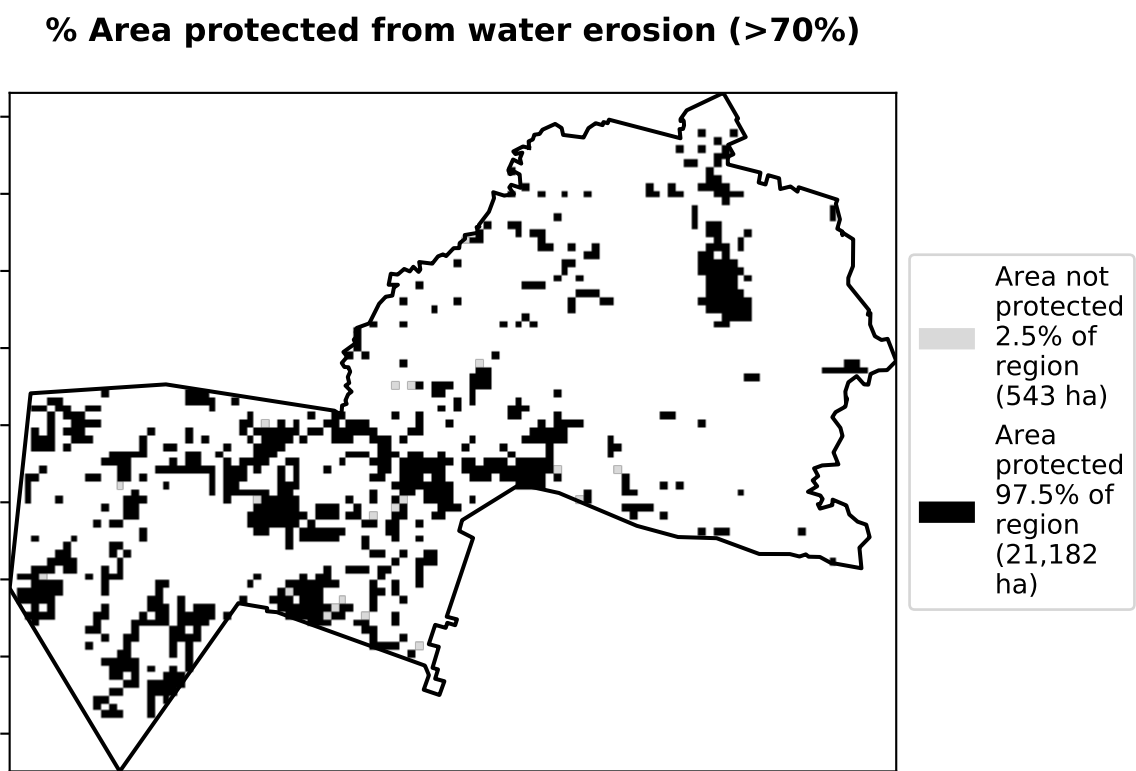 % Area protected from water erosion (>70%)
Area not
protected
2.5% of
region
(543 ha)
Area
protected
97.5% of
region
(21,182
ha)